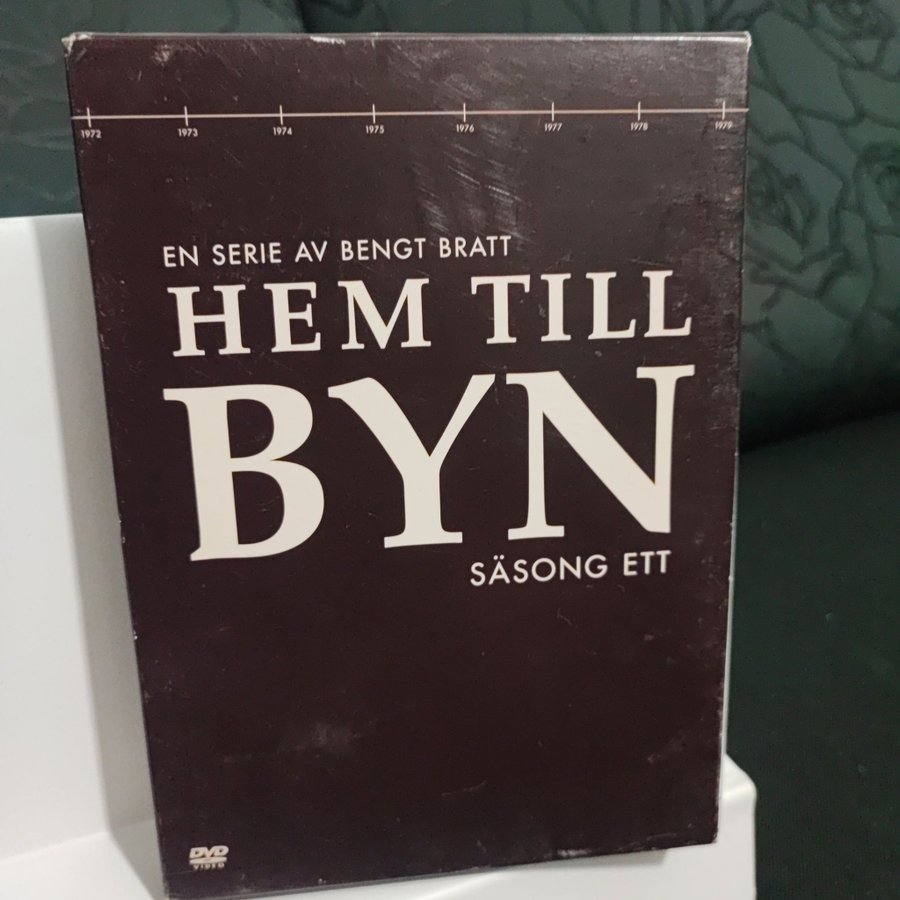 1972 1973 1974 1975 1976 1977 1978 1979
EN SERIE AV BENGT BRATT
HEM TILL
BYN
SÄSONG ETT
DVD
VIDEO